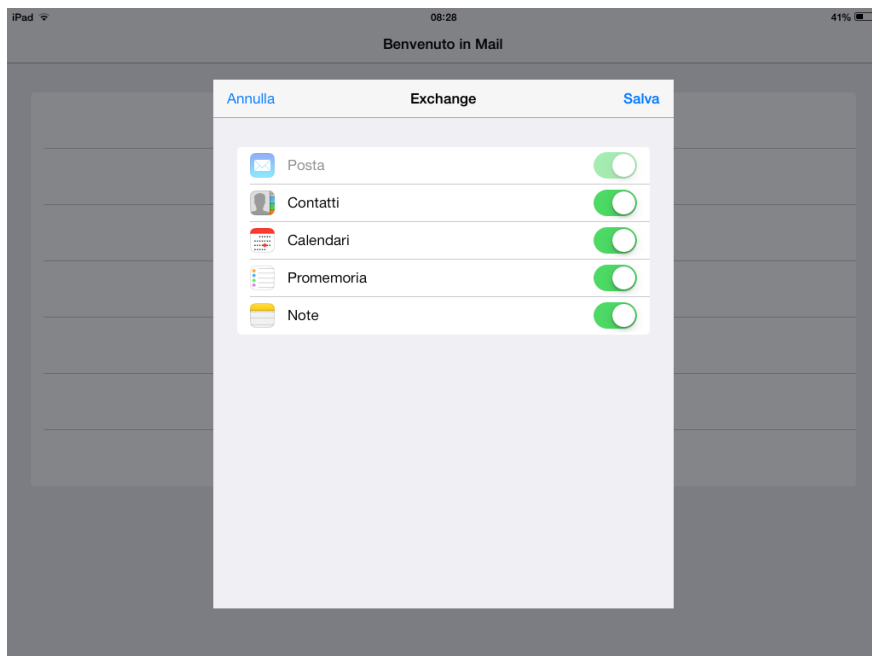 iPad 08:28 41%
Benvenuto in Mail
Annulla Exchange Salva
Posta
Contatti
Calendari
Promemoria
Note